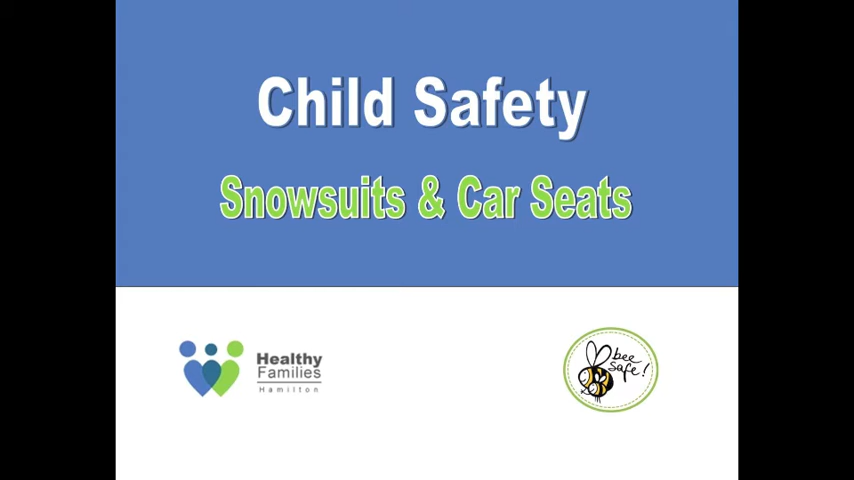 Child Safety
Snowsuits & Car Seats
Healthy
Families
Hamilton
bee
safe!